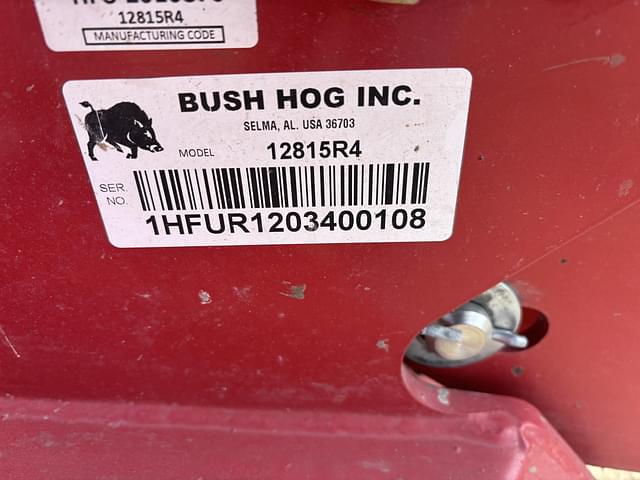 12815R4
MANUFACTURING CODE
BUSH HOG INC.
SELMA, AL. USA 36703
MODEL 12815R4
SER. NO.
1HFUR1203400108